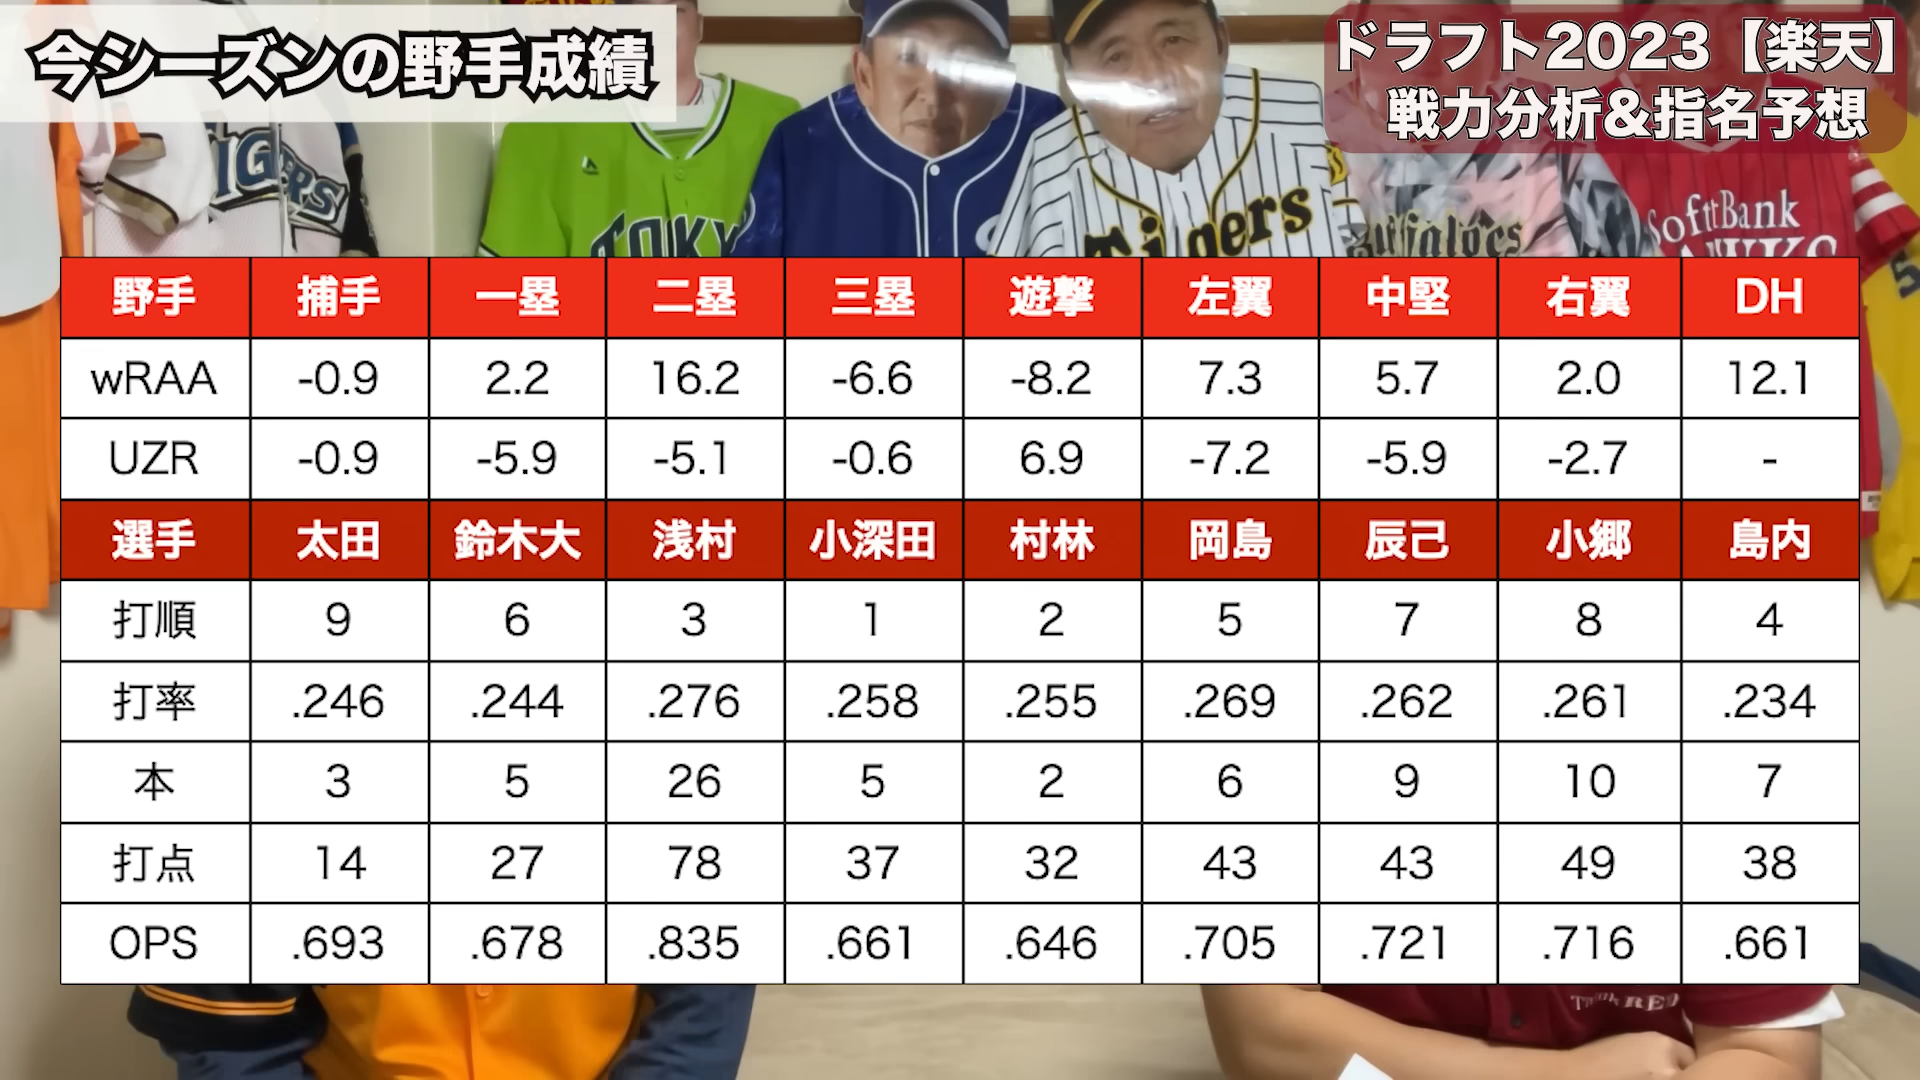 今シーズンの野手成績
ドラフト2023【楽天】
戦力分析&指名予想
TOKY
Tigers
Buffaloes
SoftBank
野手 捕手 一塁 二塁 三塁 遊撃 左翼 中堅 右翼 DH
wRAA -0.9 2.2 16.2 -6.6 -8.2 7.3 5.7 2.0 12.1
UZR -0.9 -5.9 -5.1 -0.6 6.9 -7.2 -5.9 -2.7 -
選手 太田 鈴木大 浅村 小深田 村林 岡島 辰己 小郷 島内
打順 9 6 3 1 2 5 7 8 4
打率 .246 .244 .276 .258 .255 .269 .262 .261 .234
本 3 5 26 5 2 6 9 10 7
打点 14 27 78 37 32 43 43 49 38
OPS .693 .678 .835 .661 .646 .705 .721 .716 .661